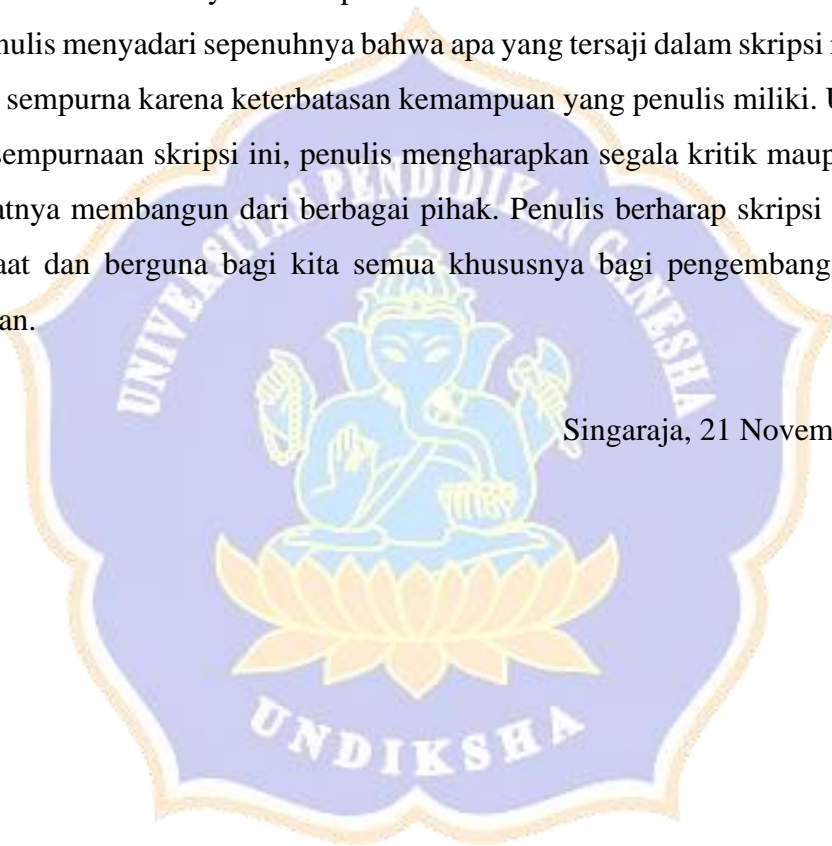 nulis menyadari sepenuhnya bahwa apa yang tersaji dalam skripsi
sempurna karena keterbatasan kemampuan yang penulis miliki.
sempurnaan skripsi ini, penulis mengharapkan segala kritik maup
atnya membangun dari berbagai pihak. Penulis berharap skripsi
aat dan berguna bagi kita semua khususnya bagi pengembang
an.
UNIVERSITAS PENDIDIKAN GANESHA
Singaraja, 21 Novem
UNDIKSHA